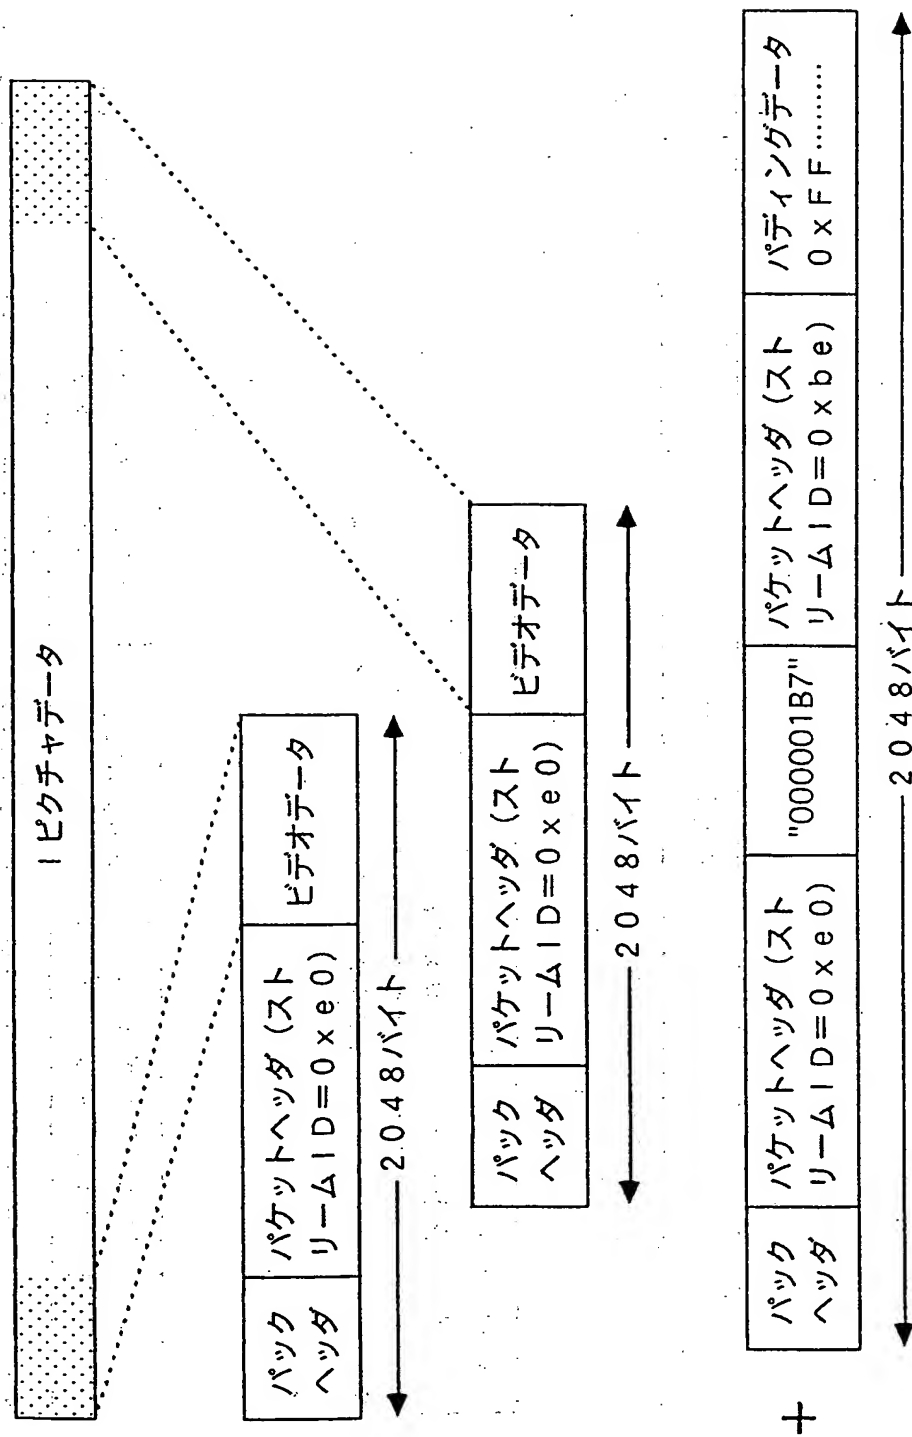 Iピクチャデータ
パック
ヘッダ
パケットヘッダ(スト
リームID=0xe0)
ビデオデータ
2048バイト
パック
ヘッダ
パケットヘッダ(スト
リームID=0xe0)
ビデオデータ
2048バイト
+
パック
ヘッダ
パケットヘッダ(スト
リームID=0xe0)
"000001B7"
パケットヘッダ(スト
リームID=0xbe)
パディングデータ
0xFF………
2048バイト